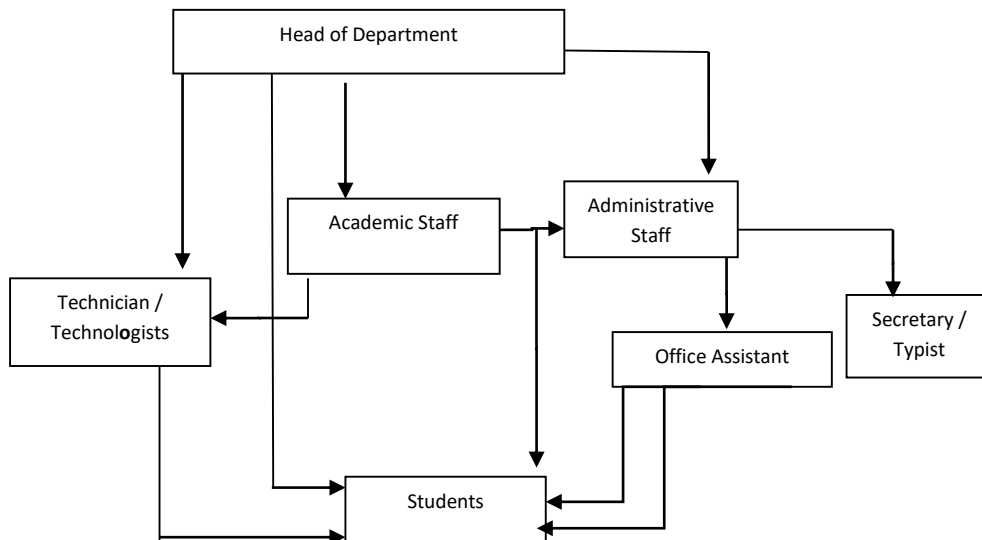 Head of Department
Academic Staff
Administrative
Staff
Technician /
Technologists
Secretary /
Typist
Office Assistant
Students